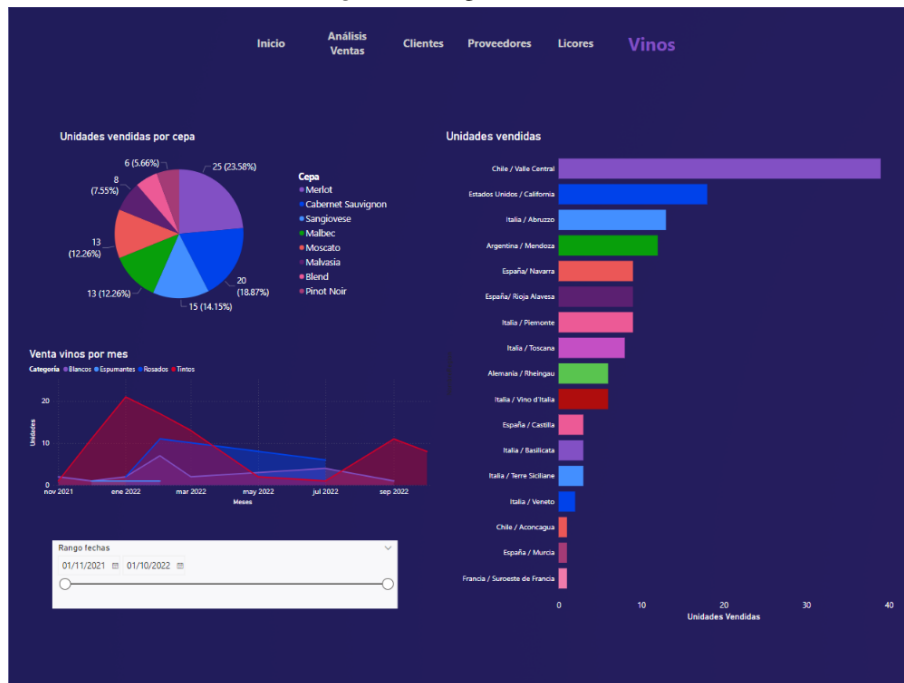 Inicio
Análisis
Ventas
Clientes
Proveedores
Licores
Vinos
Unidades vendidas por cepa
6 (5.66%)
25 (23.58%)
8
(7.55%)
13
(12.26%)
13 (12.26%)
15 (14.15%)
20
(18.87%)
Cepa
Merlot
Cabernet Sauvignon
Sangiovese
Malbec
Moscato
Malvasia
Blend
Pinot Noir
Venta vinos por mes
Categoría Blancos Espumantes Rosados Tintos
Unidades
20
10
0
nov 2021 ene 2022 mar 2022 may 2022 jul 2022 sep 2022
Meses
Rango fechas
01/11/2021 01/10/2022
Unidades vendidas
Chile / Valle Central
Estados Unidos / California
Italia / Abruzzo
Argentina / Mendoza
España/ Navarra
España/ Rioja Alavesa
Italia / Piemonte
Italia / Toscana
Alemania / Rheingau
Italia / Vino d'Italia
España / Castilla
Italia / Basilicata
Italia / Terre Siciliane
Italia / Veneto
Chile / Aconcagua
España / Murcia
Francia / Suroeste de Francia
0 10 20 30 40
Unidades Vendidas